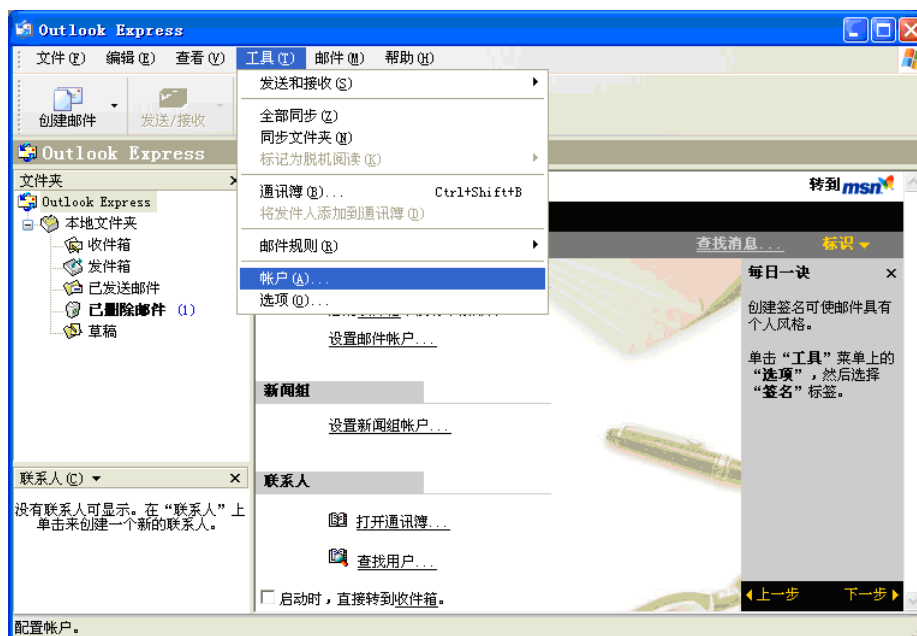 Outlook Express
文件(F) 编辑(E) 查看(V) 工具(T) 邮件(M) 帮助(H)
创建邮件 发送/接收
发送和接收(S)
全部同步(Z)
同步文件夹(N)
标记为脱机阅读(K)
通讯簿(B)... Ctrl+Shift+B
将发件人添加到通讯簿(D)
邮件规则(R)
帐户(A)...
选项(O)...
Outlook Express
文件夹 ×
Outlook Express
本地文件夹
收件箱
发件箱
已发送邮件
已删除邮件 (1)
草稿
联系人(C) ×
没有联系人可显示。在“联系人”上
单击来创建一个新的联系人。
转到 msn
查找消息... 标识
设置邮件帐户...
新闻组
设置新闻组帐户...
联系人
打开通讯簿...
查找用户...
启动时，直接转到收件箱。
每日一诀 ×
创建签名可使邮件具有
个人风格。
单击“工具”菜单上的
“选项”，然后选择
“签名”标签。
上一步 下一步
配置帐户。